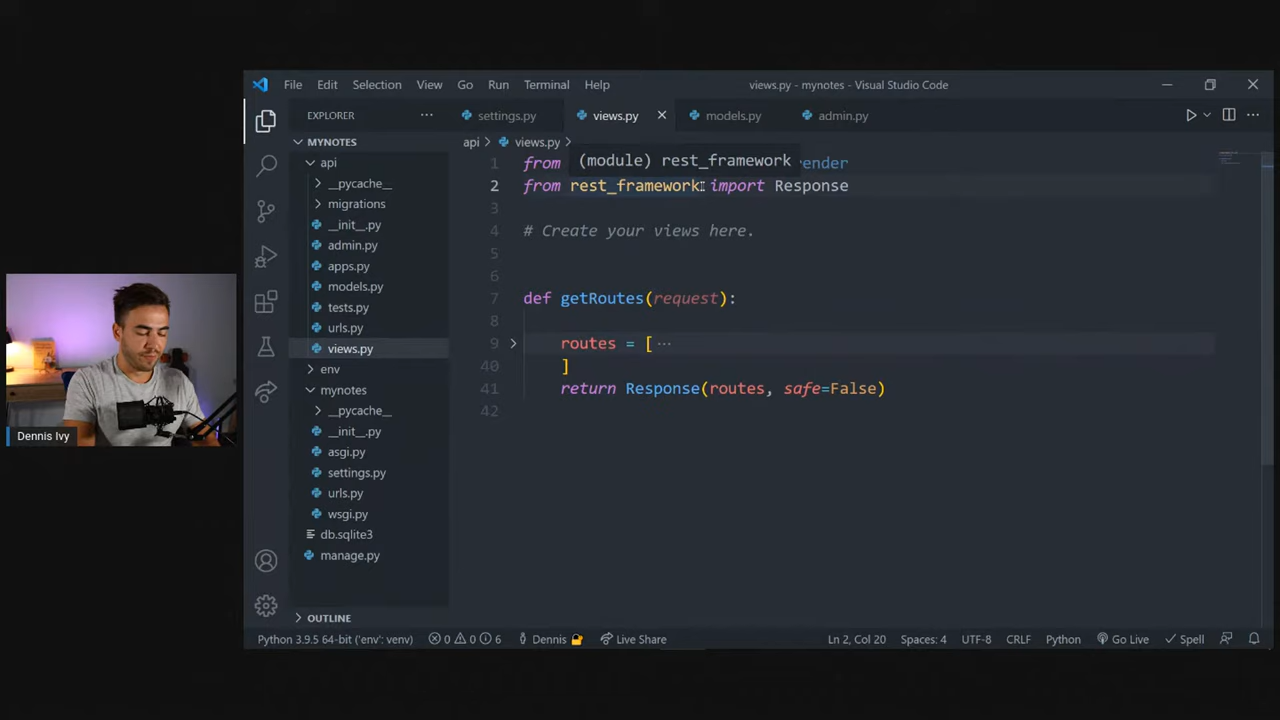 File Edit Selection View Go Run Terminal Help views.py - mynotes - Visual Studio Code
EXPLORER ··· settings.py views.py models.py admin.py
MYNOTES
api
__pycache__
migrations
__init__.py
admin.py
apps.py
models.py
tests.py
urls.py
views.py
env
mynotes
__pycache__
__init__.py
asgi.py
settings.py
urls.py
wsgi.py
db.sqlite3
manage.py
OUTLINE
api > views.py >
(module) rest_framework
1 from render
2 from rest_framework import Response
3
4 # Create your views here.
5
6
7 def getRoutes(request):
8
9 routes = [ ···
40 ]
41 return Response(routes, safe=False)
42
Dennis Ivy
Python 3.9.5 64-bit ('env': venv) 0 0 6 Dennis Live Share Ln 2, Col 20 Spaces: 4 UTF-8 CRLF Python Go Live Spell